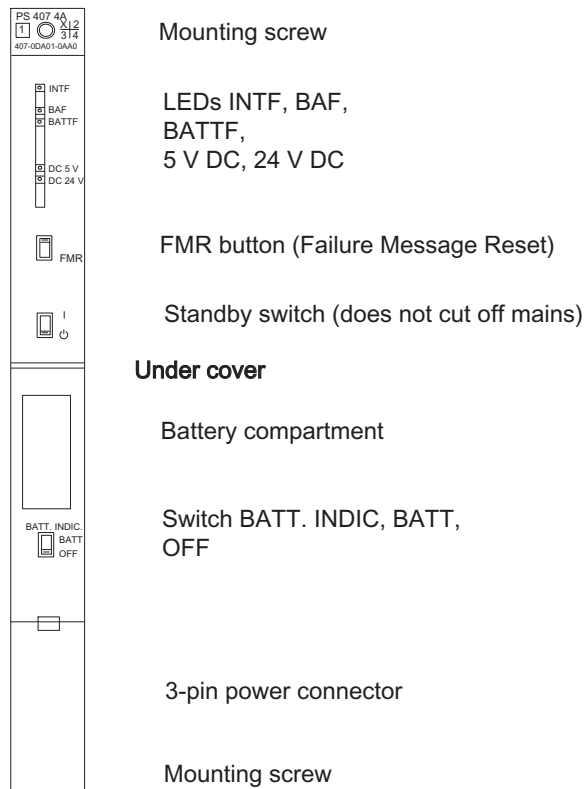 PS 407 4A
1
X 2
3 4
407-0DA01-0AA0
Mounting screw
INTF
BAF
BATTF
DC 5 V
DC 24 V
LEDs INTF, BAF,
BATTF,
5 V DC, 24 V DC
FMR
FMR button (Failure Message Reset)
I
Standby switch (does not cut off mains)
Under cover
Battery compartment
BATT. INDIC.
BATT
OFF
Switch BATT. INDIC, BATT,
OFF
3-pin power connector
Mounting screw